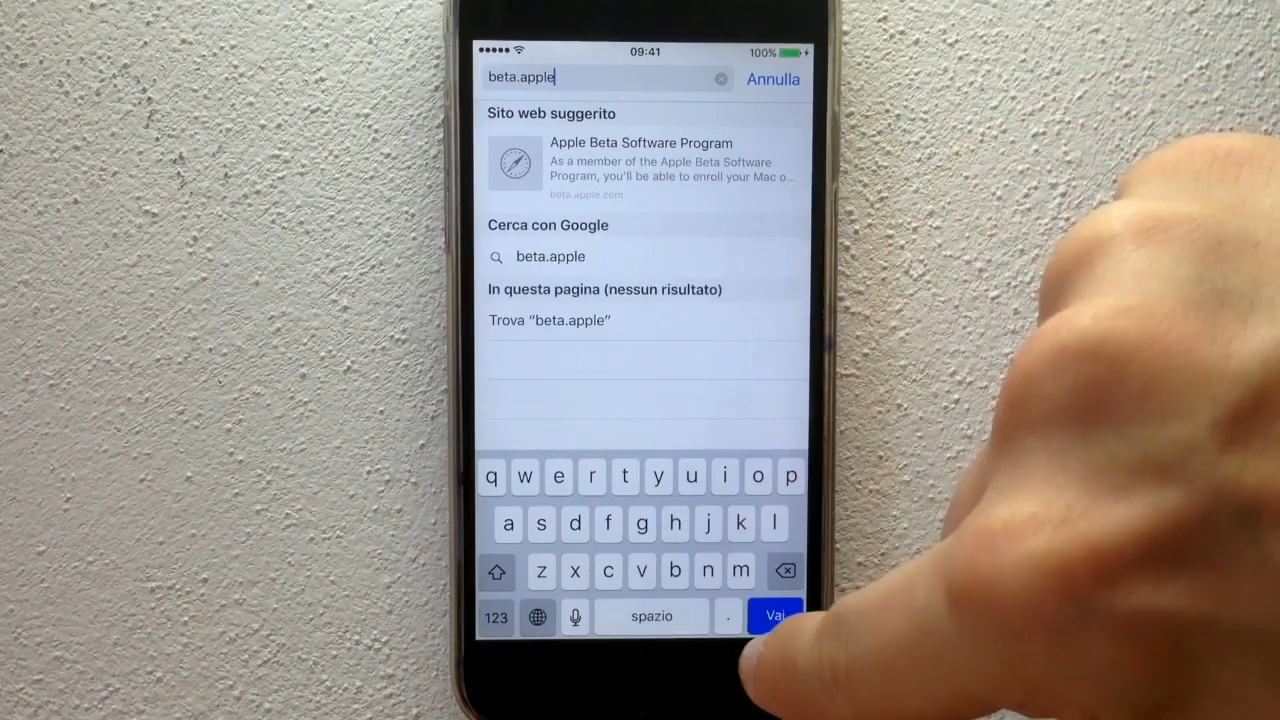 09:41
100%
beta.apple
Annulla
Sito web suggerito
Apple Beta Software Program
As a member of the Apple Beta Software
Program, you'll be able to enroll your Mac o...
beta.apple.com
Cerca con Google
beta.apple
In questa pagina (nessun risultato)
Trova “beta.apple”
q w e r t y u i o p
a s d f g h j k l
z x c v b n m
123
spazio
.
Vai